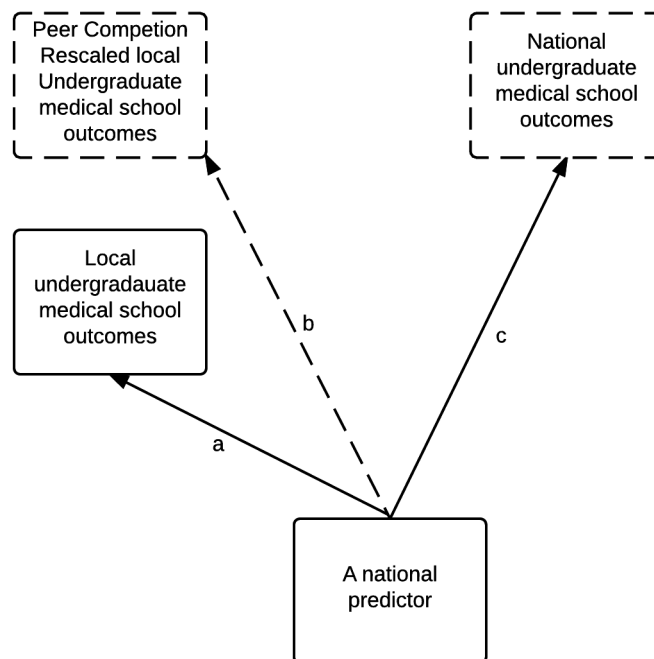 Peer Competion
Rescaled local
Undergraduate
medical school
outcomes
National
undergraduate
medical school
outcomes
Local
undergradauate
medical school
outcomes
b
c
a
A national
predictor